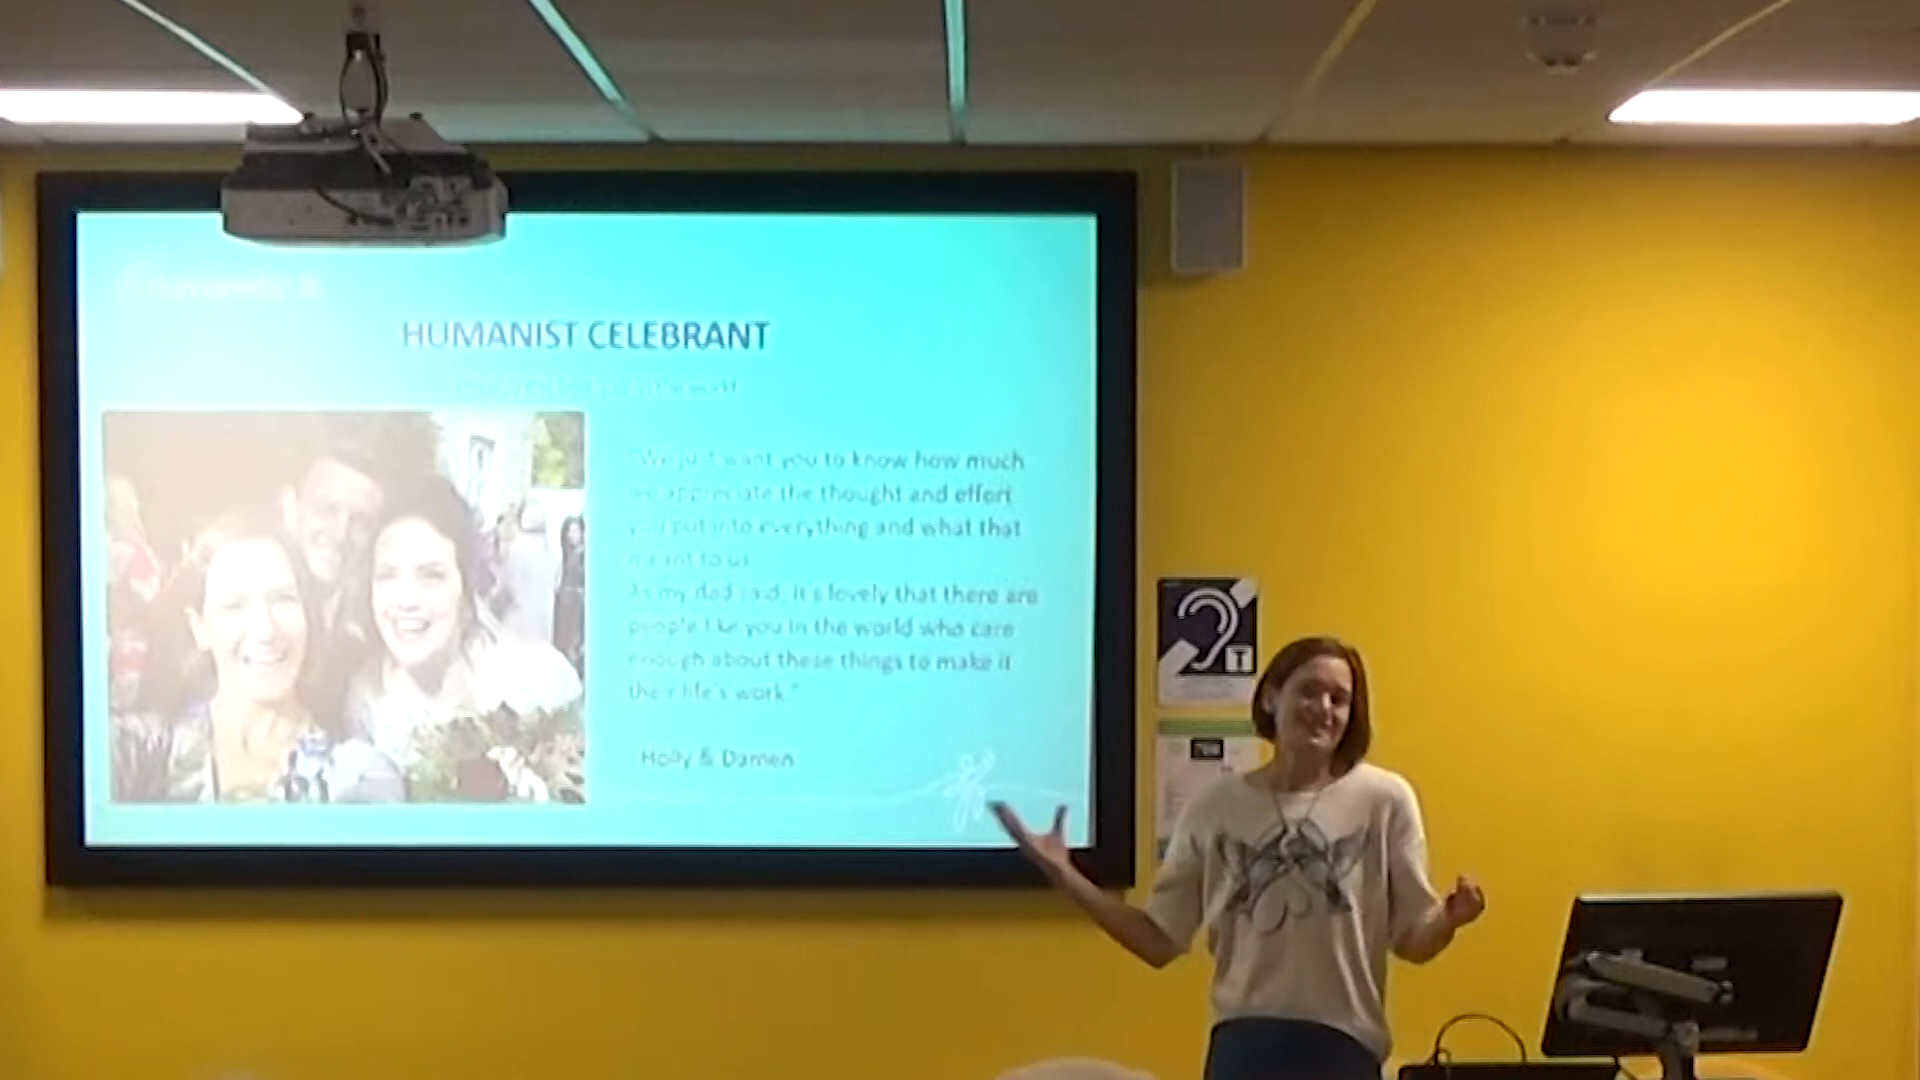 HUMANIST CELEBRANT
"We just want you to know how much
we appreciate the thought and effort
you put into everything and what that
meant to us
As my dad said, it's lovely that there are
people like you in the world who care
enough about these things to make it
their life's work."
Holly & Damen
T